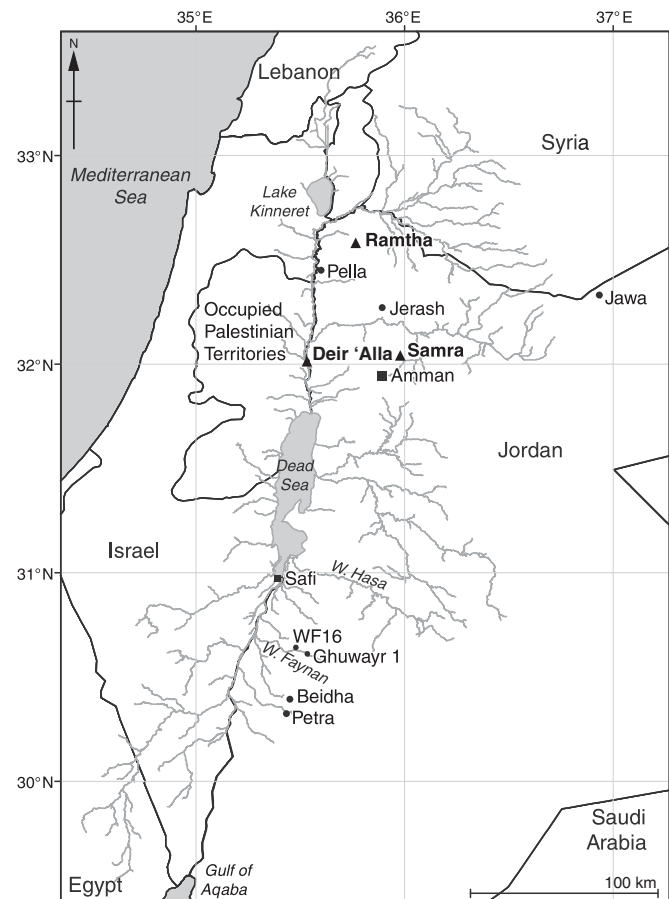 35°E
36°E
37°E
N
Lebanon
Syria
33°N
Mediterranean
Sea
Lake
Kinneret
Ramtha
Pella
Jawa
Jerash
Occupied
Palestinian
Territories
Deir ‘Alla
Samra
32°N
Amman
Jordan
Dead
Sea
Israel
31°N
Safi
W. Hasa
WF16
Ghuwayr 1
W. Faynan
Beidha
Petra
30°N
Saudi
Arabia
Gulf of
Aqaba
Egypt
100 km